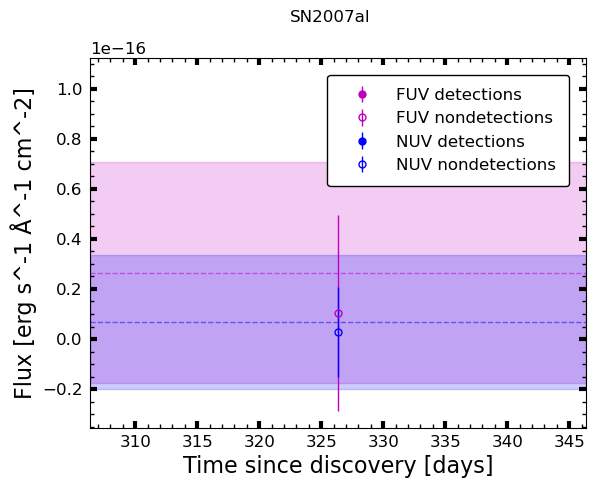 SN2007al
1e−16
FUV detections
FUV nondetections
NUV detections
NUV nondetections
1.0
0.8
0.6
0.4
0.2
0.0
−0.2
Flux [erg s^-1 Å^-1 cm^-2]
310 315 320 325 330 335 340 345
Time since discovery [days]